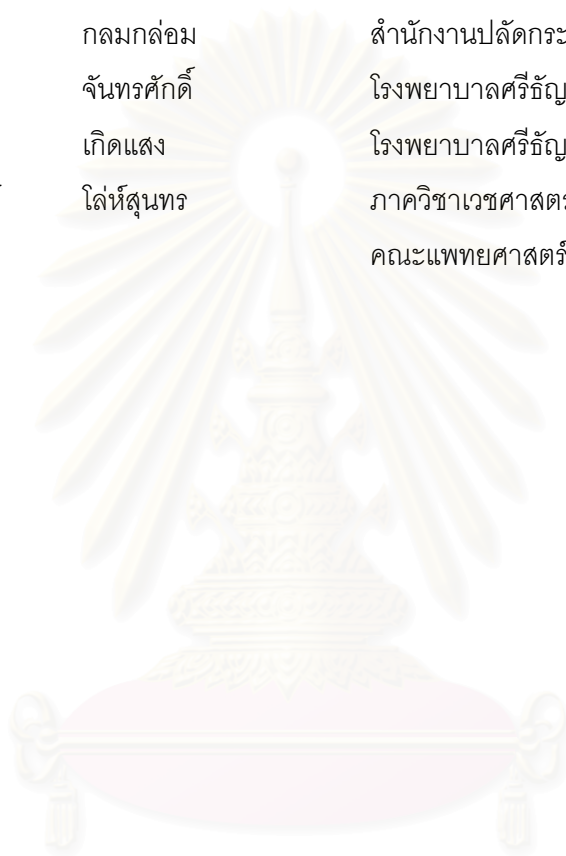 กลมกล่อม สำนักงานปลัดกระ
จันทรศักดิ์ โรงพยาบาลศรีธัญ
เกิดแสง โรงพยาบาลศรีธัญ
โล่ห์สุนทร ภาควิชาเวชศาสตร
คณะแพทยศาสตร์